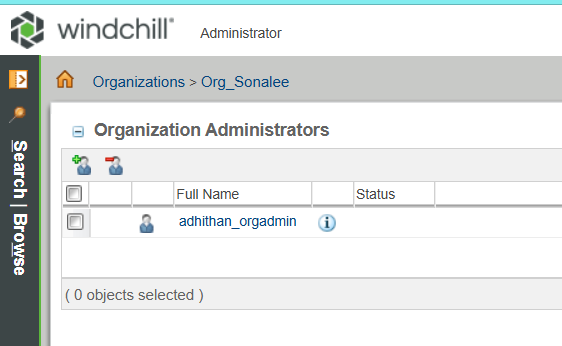 windchill® Administrator
Organizations > Org_Sonalee
Organization Administrators
Full Name Status
adhithan_orgadmin
( 0 objects selected )
Search | Browse